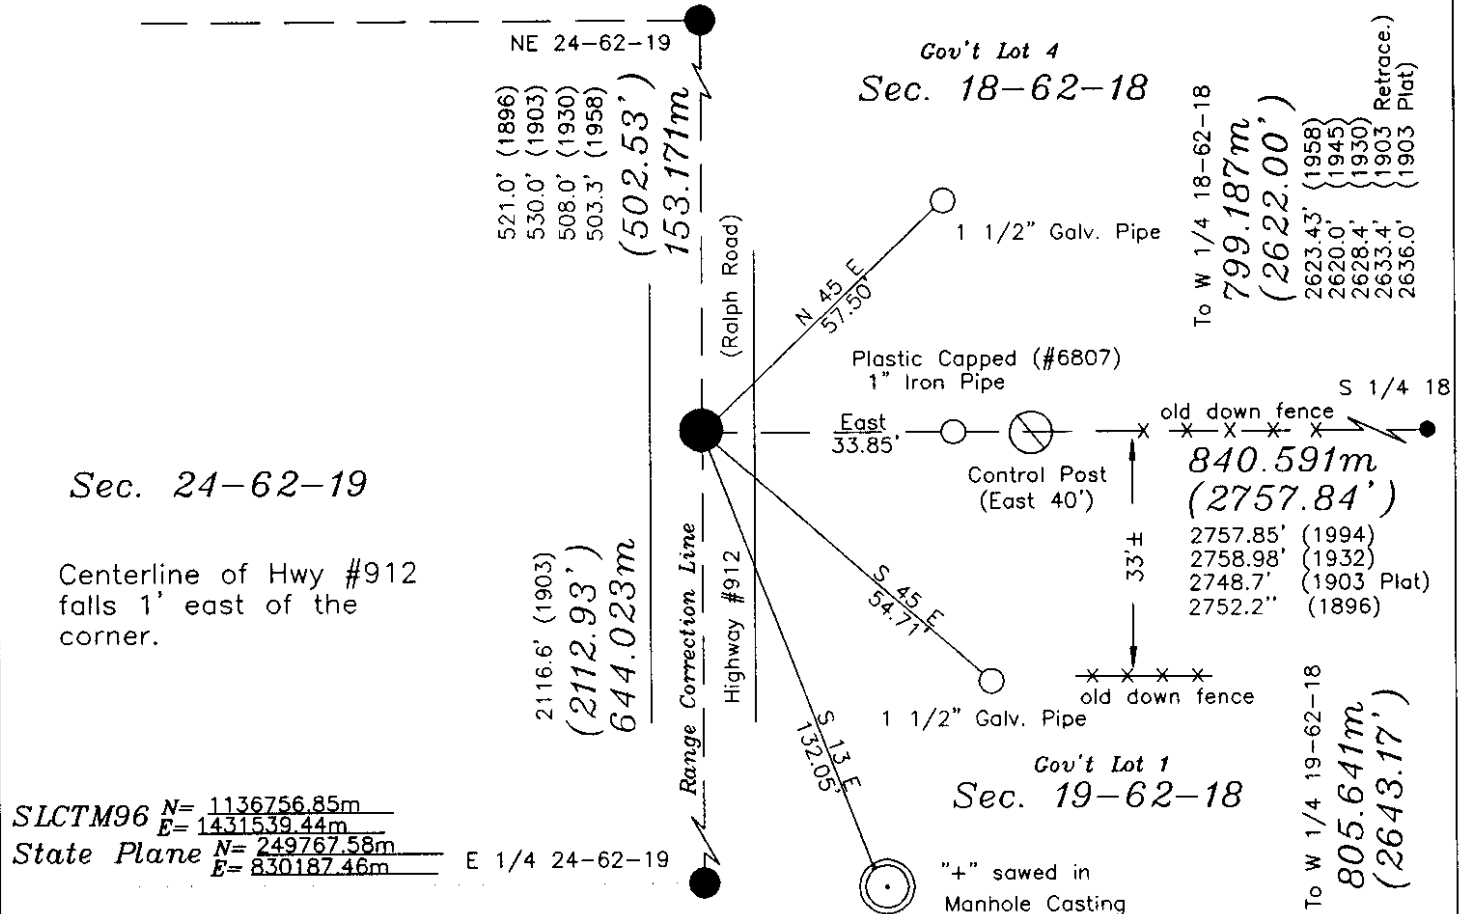 NE 24-62-19
521.0' (1896)
530.0' (1903)
508.0' (1930)
503.3' (1958)
(502.53')
153.171m
(Ralph Road)
Gov't Lot 4
Sec. 18-62-18
To W 1/4 18-62-18
799.187m
(2622.00')
2623.43' (1958)
2620.0' (1945)
2628.4' (1930)
2633.4' (1903 Retrace.)
2636.0' (1903 Plat)
1 1/2" Galv. Pipe
N 45 E
57.50'
Plastic Capped (#6807)
1" Iron Pipe
S 1/4 18
East
33.85'
old down fence
Control Post
(East 40')
840.591m
(2757.84')
2757.85' (1994)
2758.98' (1932)
2748.7' (1903 Plat)
2752.2" (1896)
33'±
Sec. 24-62-19
Centerline of Hwy #912
falls 1' east of the
corner.
2116.6' (1903)
(2112.93')
644.023m
Range Correction Line
Highway #912
S 45 E
54.71'
1 1/2" Galv. Pipe
old down fence
S 13 E
132.05'
Gov't Lot 1
Sec. 19-62-18
To W 1/4 19-62-18
805.641m
(2643.17')
SLCTM96 N= 1136756.85m
E= 1431539.44m
State Plane N= 249767.58m
E= 830187.46m
E 1/4 24-62-19
"+" sawed in
Manhole Casting